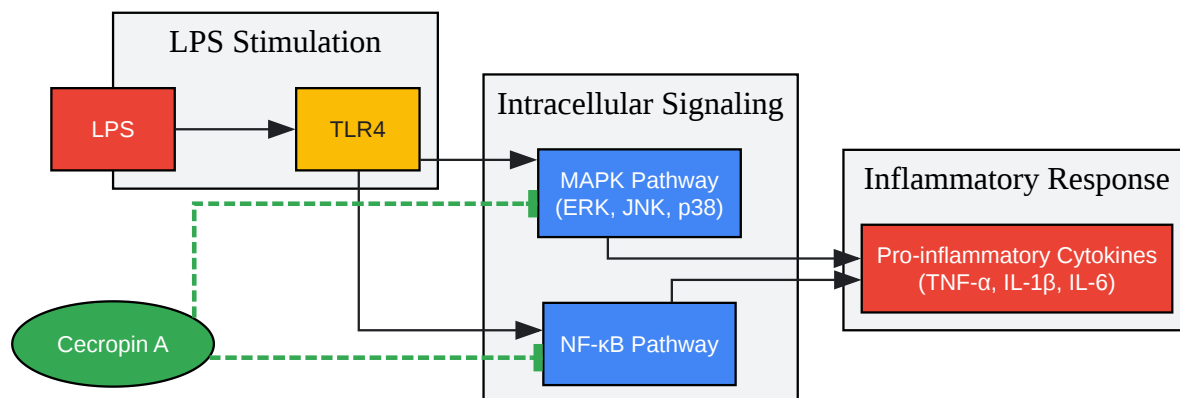 LPS Stimulation
LPS
TLR4
Intracellular Signaling
MAPK Pathway
(ERK, JNK, p38)
NF-κB Pathway
Inflammatory Response
Pro-inflammatory Cytokines
(TNF-α, IL-1β, IL-6)
Cecropin A